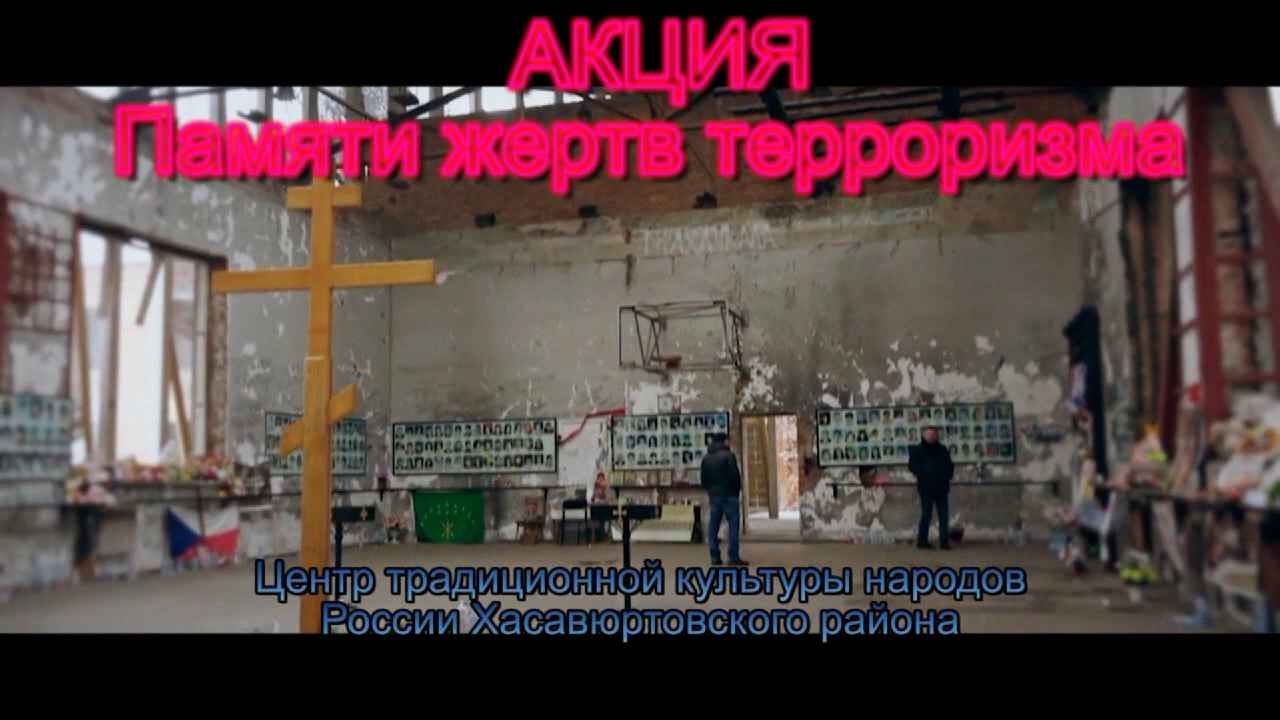 АКЦИЯ
Памяти жертв терроризма
Центр традиционной культуры народов
России Хасавюртовского района